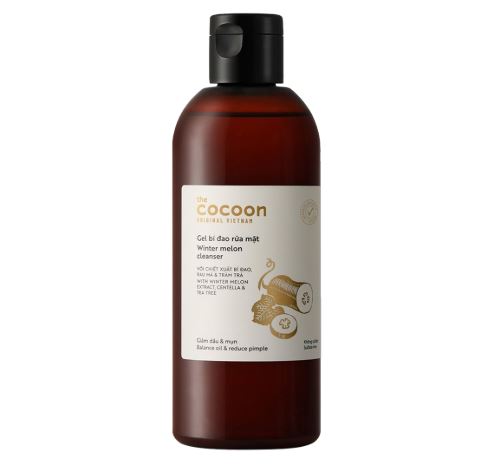 the
cocoon
ORIGINAL VIETNAM
Gel bí đao rửa mặt
Winter melon
cleanser
VỚI CHIẾT XUẤT BÍ ĐAO,
RAU MÁ & TRÀM TRÀ
WITH WINTER MELON
EXTRACT, CENTELLA &
TEA TREE
Giảm dầu & mụn
Balance oil & reduce pimple
Không